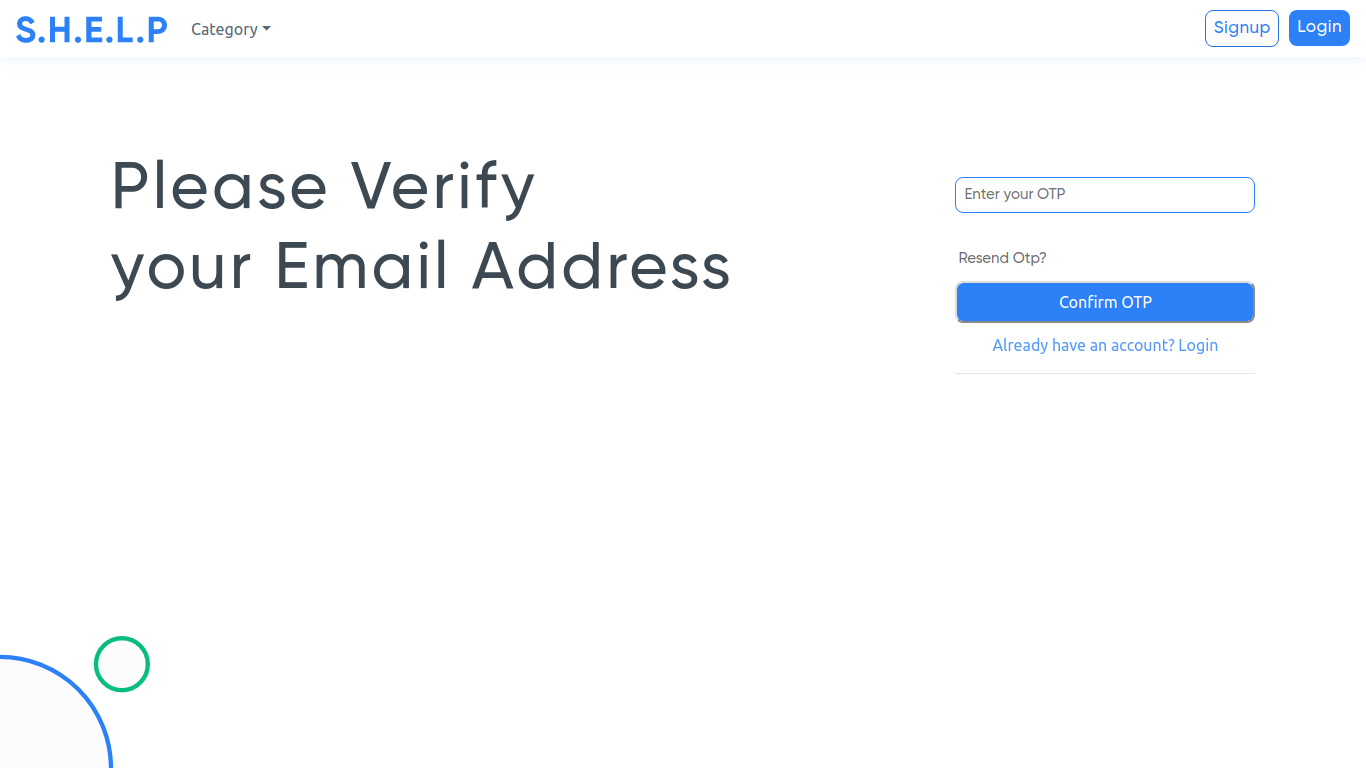 S.H.E.L.P Category Signup Login
Please Verify
your Email Address
Enter your OTP
Resend Otp?
Confirm OTP
Already have an account? Login